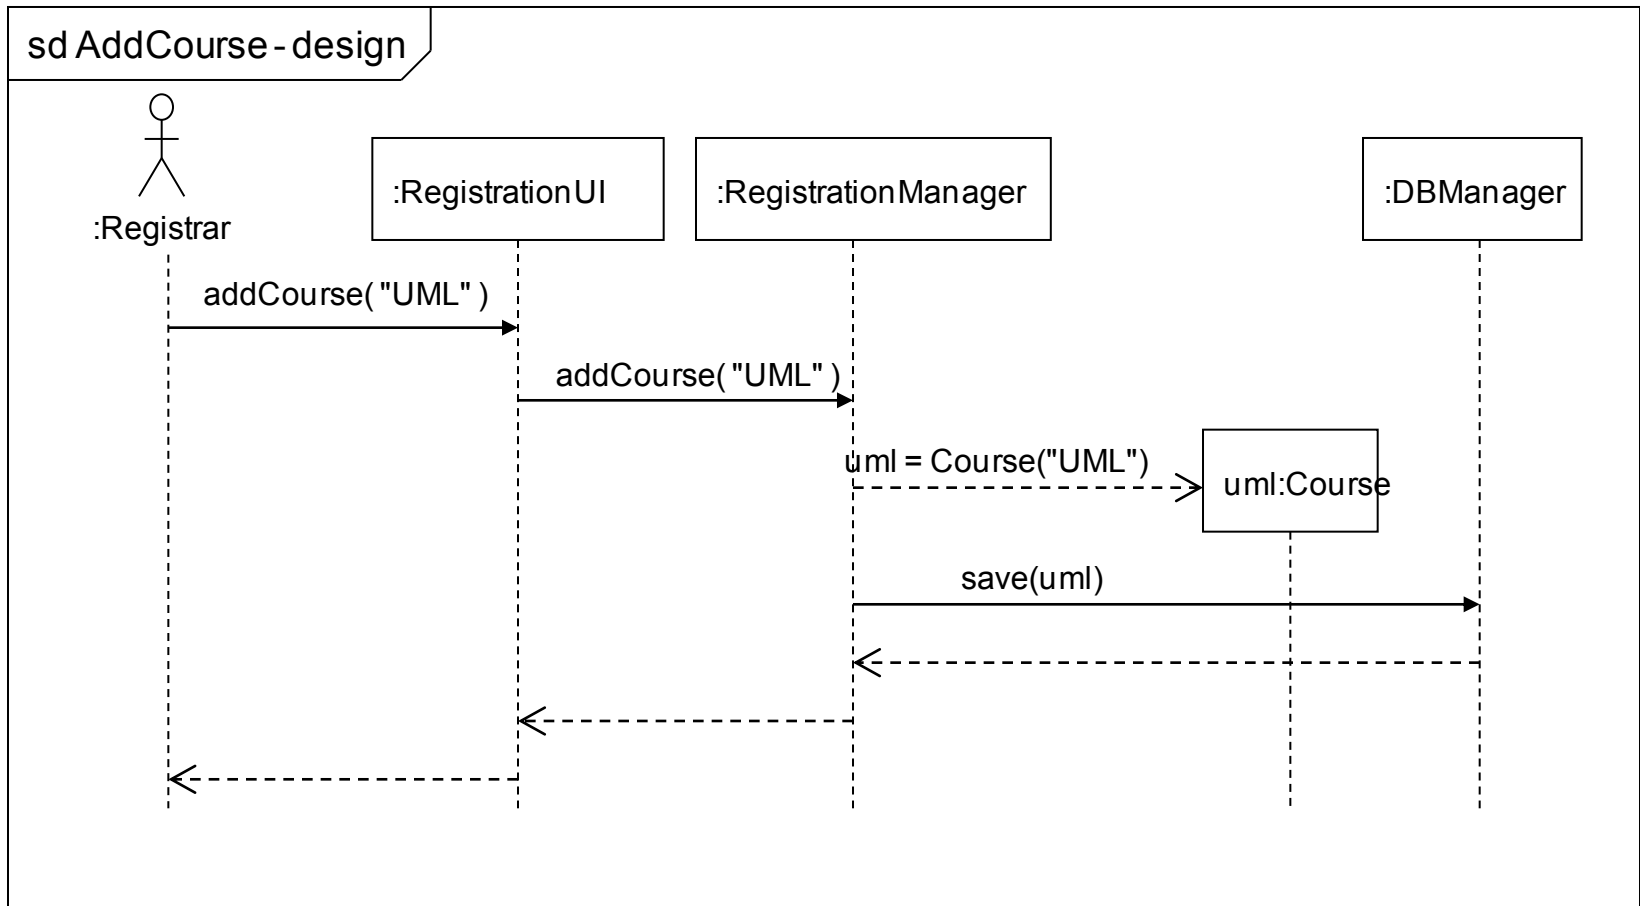 sd AddCourse-design
:RegistrationUI
:RegistrationManager
:DBManager
:Registrar
addCourse("UML")
addCourse("UML")
uml = Course("UML")
uml:Course
save(uml)